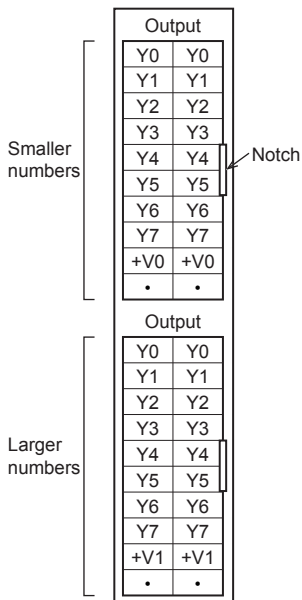 Output
Y0 Y0
Y1 Y1
Y2 Y2
Y3 Y3
Smaller numbers
Y4 Y4
Notch
Y5 Y5
Y6 Y6
Y7 Y7
+V0 +V0
• •
Output
Y0 Y0
Y1 Y1
Y2 Y2
Y3 Y3
Larger numbers
Y4 Y4
Y5 Y5
Y6 Y6
Y7 Y7
+V1 +V1
• •